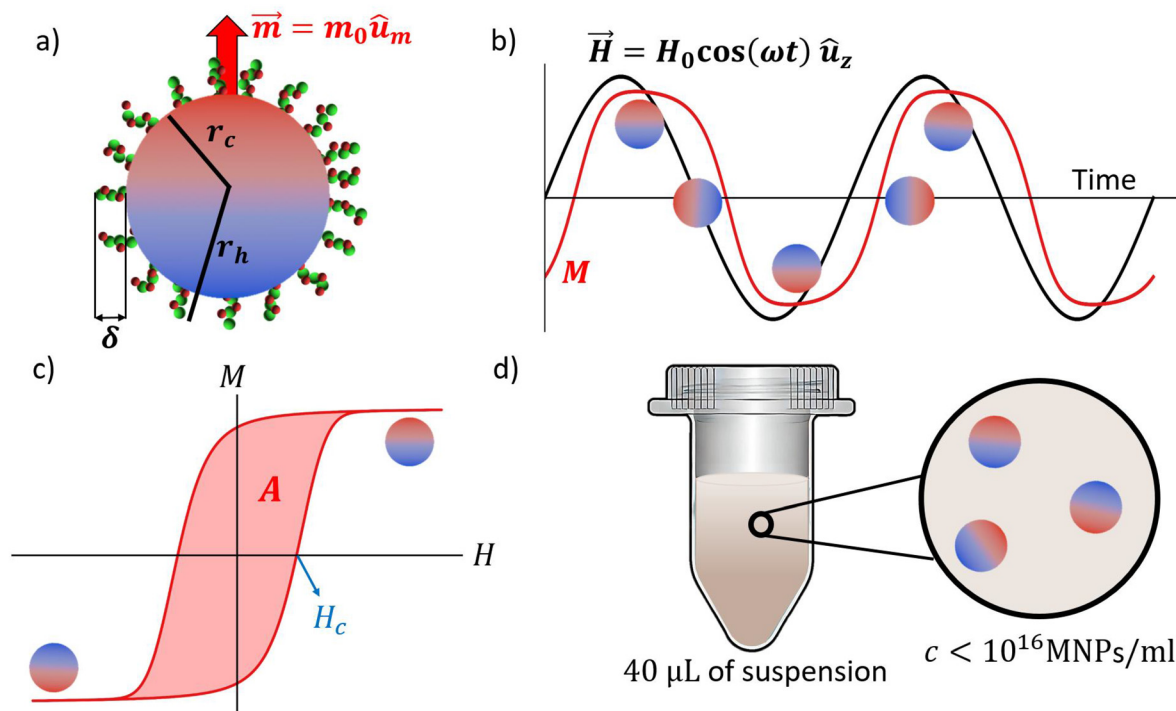 a)
m⃗ = m₀û_m
r_c
r_h
δ
b)
H⃗ = H₀cos(ωt) û_z
Time
M
c)
M
A
H
H_c
d)
40 μL of suspension
c < 10¹⁶MNPs/ml